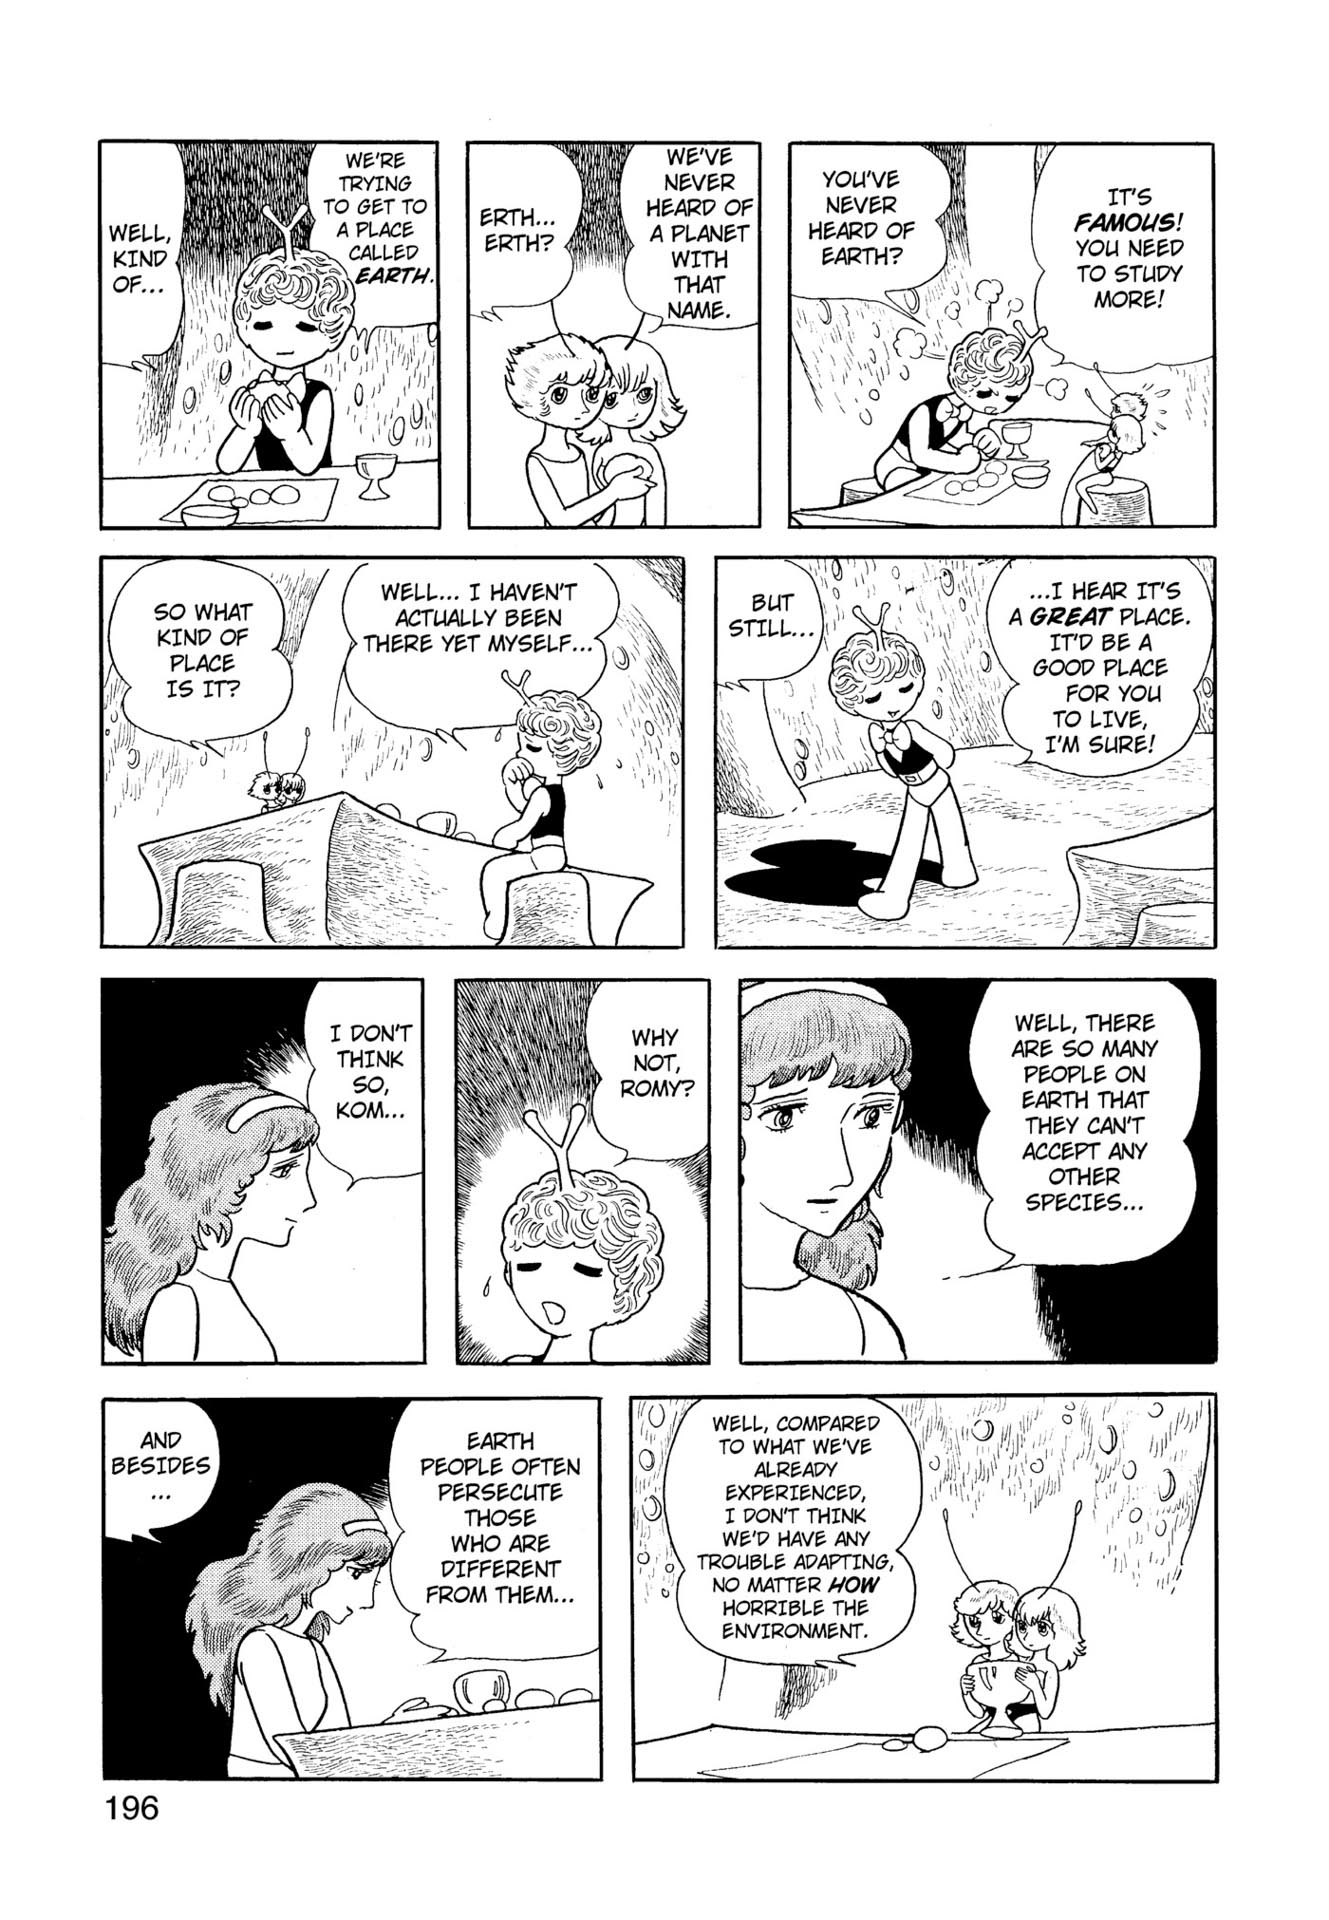 WELL,
KIND
OF...
WE'RE
TRYING
TO GET TO
A PLACE
CALLED
EARTH.
ERTH...
ERTH?
WE'VE
NEVER
HEARD OF
A PLANET
WITH
THAT
NAME.
YOU'VE
NEVER
HEARD OF
EARTH?
IT'S
FAMOUS!
YOU NEED
TO STUDY
MORE!
SO WHAT
KIND OF
PLACE
IS IT?
WELL... I HAVEN'T
ACTUALLY BEEN
THERE YET MYSELF...
BUT
STILL...
...I HEAR IT'S
A GREAT PLACE.
IT'D BE A
GOOD PLACE
FOR YOU
TO LIVE,
I'M SURE!
I DON'T
THINK
SO,
KOM...
WHY
NOT,
ROMY?
WELL, THERE
ARE SO MANY
PEOPLE ON
EARTH THAT
THEY CAN'T
ACCEPT ANY
OTHER
SPECIES...
AND
BESIDES
...
EARTH
PEOPLE OFTEN
PERSECUTE
THOSE
WHO ARE
DIFFERENT
FROM THEM...
WELL, COMPARED
TO WHAT WE'VE
ALREADY
EXPERIENCED,
I DON'T THINK
WE'D HAVE ANY
TROUBLE ADAPTING,
NO MATTER HOW
HORRIBLE THE
ENVIRONMENT.
196